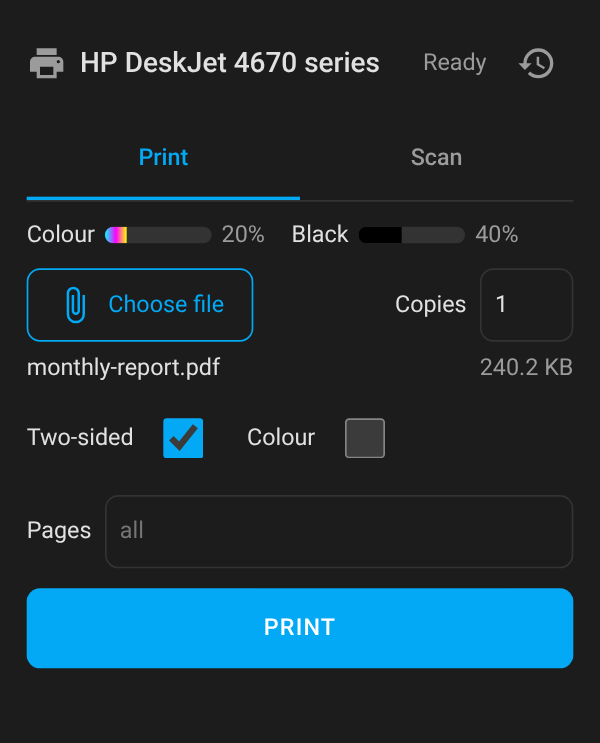 HP DeskJet 4670 series Ready
Print Scan
Colour 20% Black 40%
Choose file Copies 1
monthly-report.pdf 240.2 KB
Two-sided Colour
Pages all
PRINT